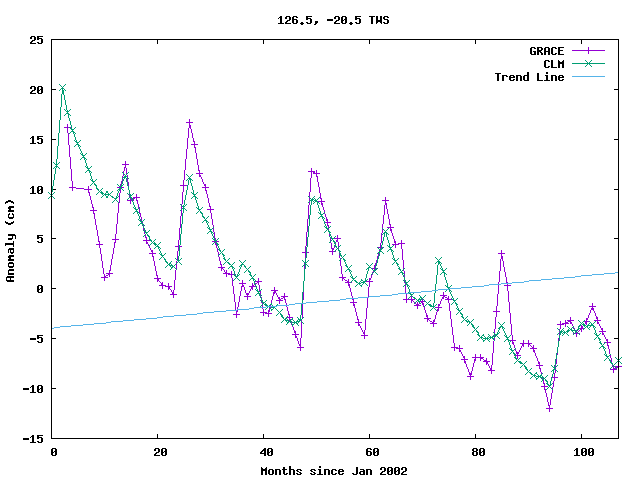 126.5, -20.5 TWS
GRACE
CLM
Trend Line
25
20
15
10
5
0
-5
-10
-15
Anomaly (cm)
0 20 40 60 80 100
Months since Jan 2002